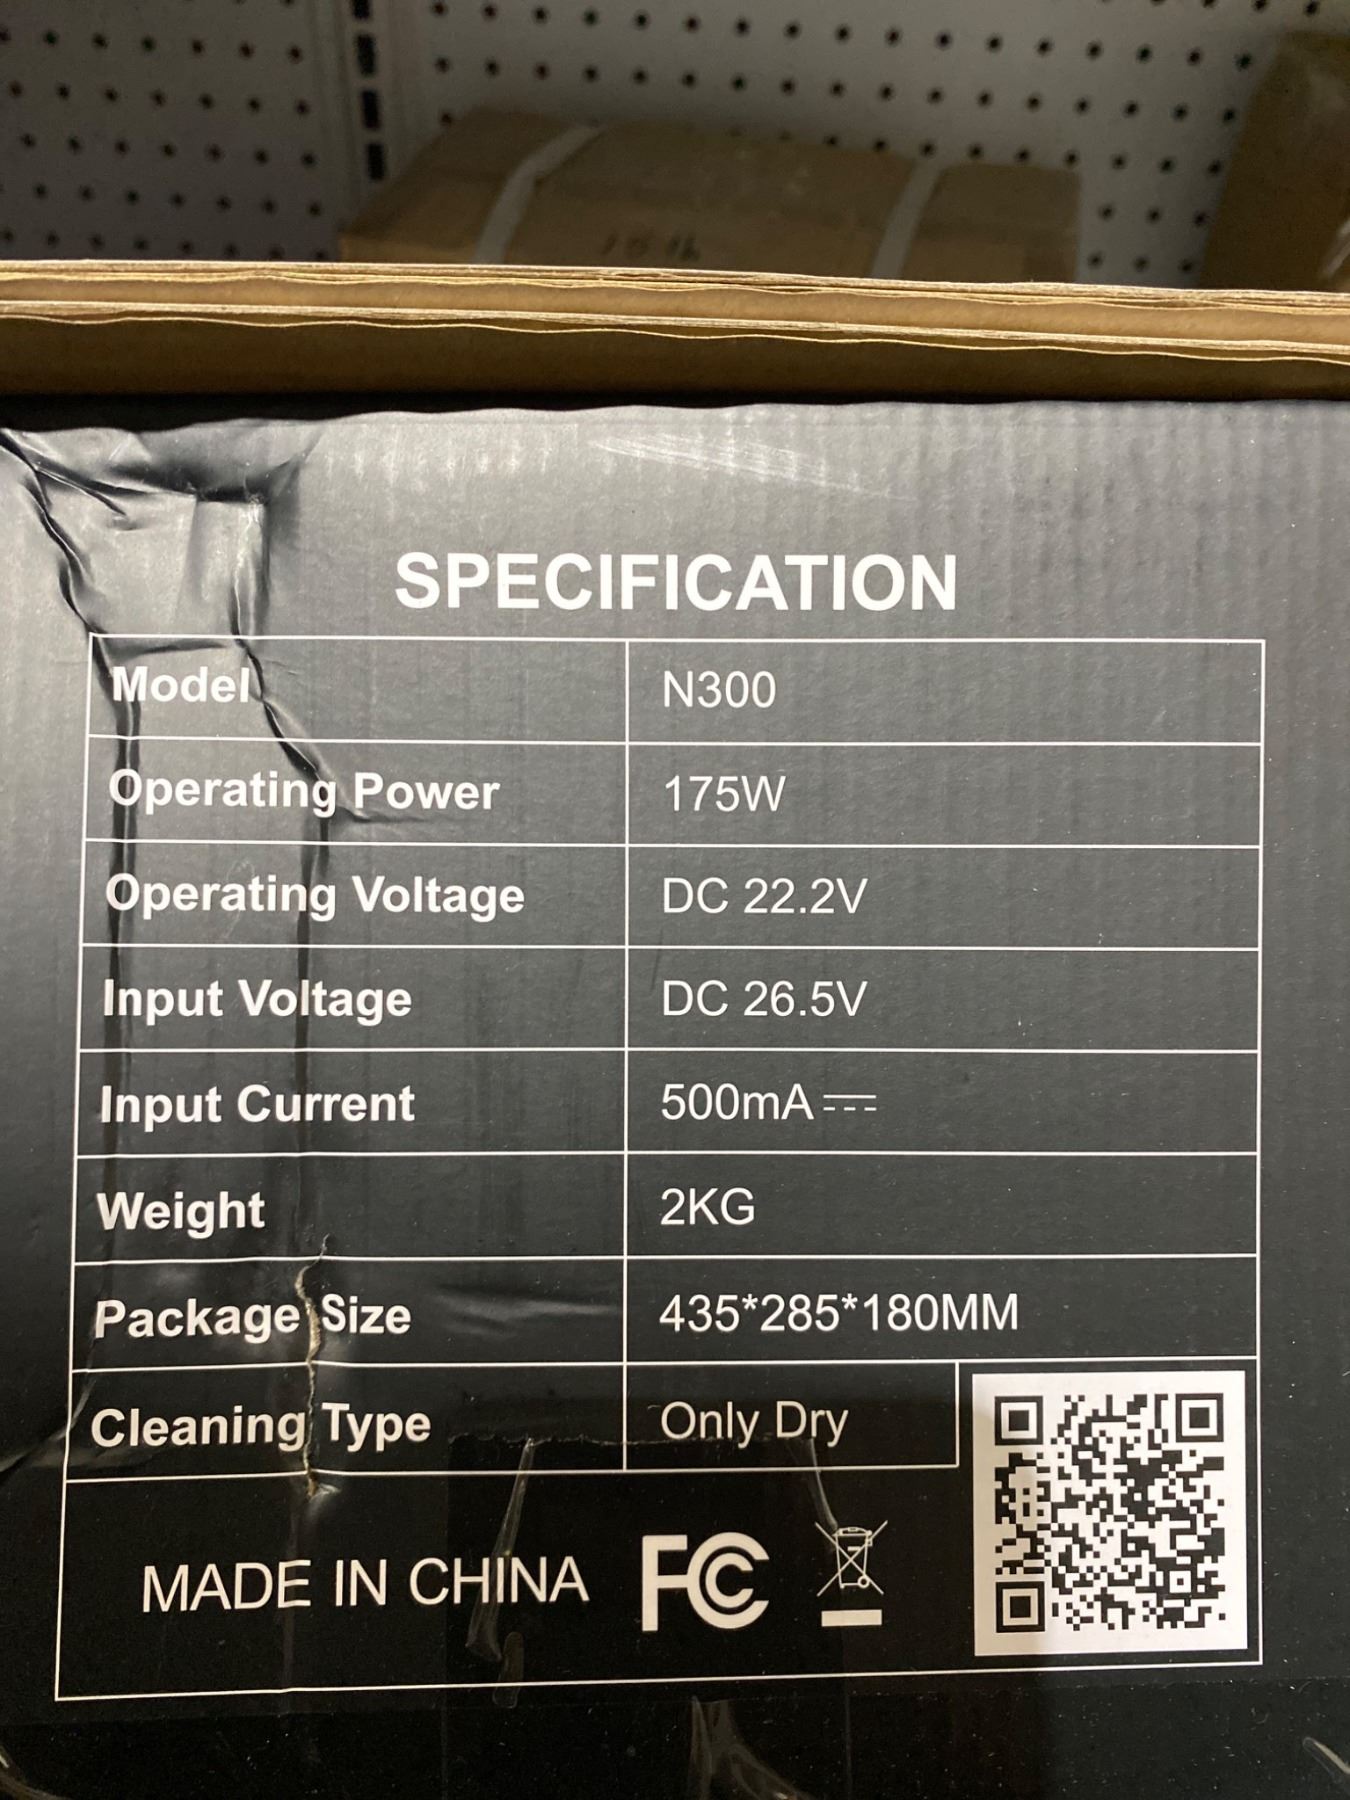 SPECIFICATION
Model N300
Operating Power 175W
Operating Voltage DC 22.2V
Input Voltage DC 26.5V
Input Current 500mA⎓
Weight 2KG
Package Size 435*285*180MM
Cleaning Type Only Dry
MADE IN CHINA FC